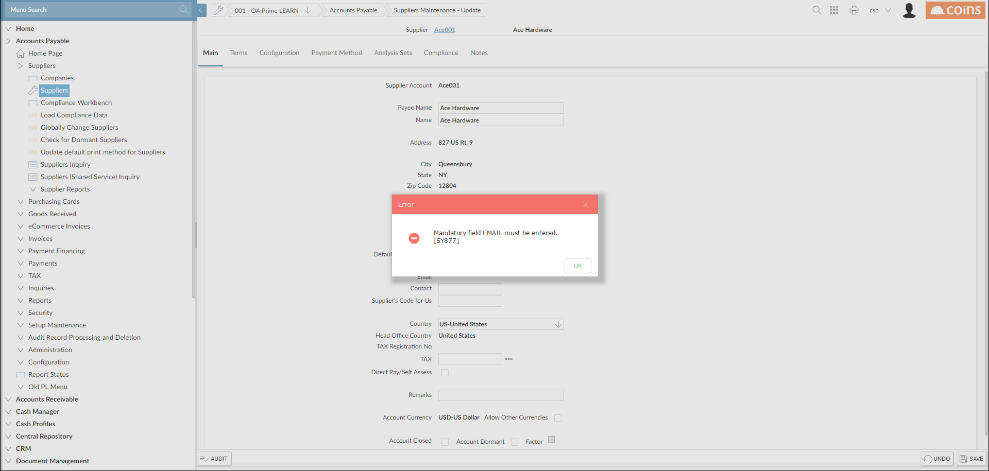 Menu Search
001 - OA Prime LEARN
Accounts Payable
Suppliers Maintenance - Update
csb
COINS
Supplier Ace001 Ace Hardware
Home
Accounts Payable
Home Page
Suppliers
Companies
Suppliers
Compliance Workbench
Load Compliance Data
Globally Change Suppliers
Check for Dormant Suppliers
Update default print method for Suppliers
Suppliers Inquiry
Suppliers (Shared Service) Inquiry
Supplier Reports
Purchasing Cards
Goods Received
eCommerce Invoices
Invoices
Payment Financing
Payments
TAX
Inquiries
Reports
Security
Setup Maintenance
Audit Record Processing and Deletion
Administration
Configuration
Report Status
Old PL Menu
Accounts Receivable
Cash Manager
Cash Profiles
Central Repository
CRM
Document Management
Main Terms Configuration Payment Method Analysis Sets Compliance Notes
Supplier Account Ace001
Payee Name Ace Hardware
Name Ace Hardware
Address 827 US Rt. 9
City Queensbury
State NY
Zip Code 12804
Error
Mandatory field EMAIL must be entered.
[SY877]
OK
Email
Contact
Supplier's Code for Us
Country US-United States
Head Office Country United States
TAX Registration No
TAX
Direct Pay/Self Assess
Remarks
Account Currency USD-US Dollar Allow Other Currencies
Account Closed Account Dormant Factor
AUDIT
UNDO
SAVE